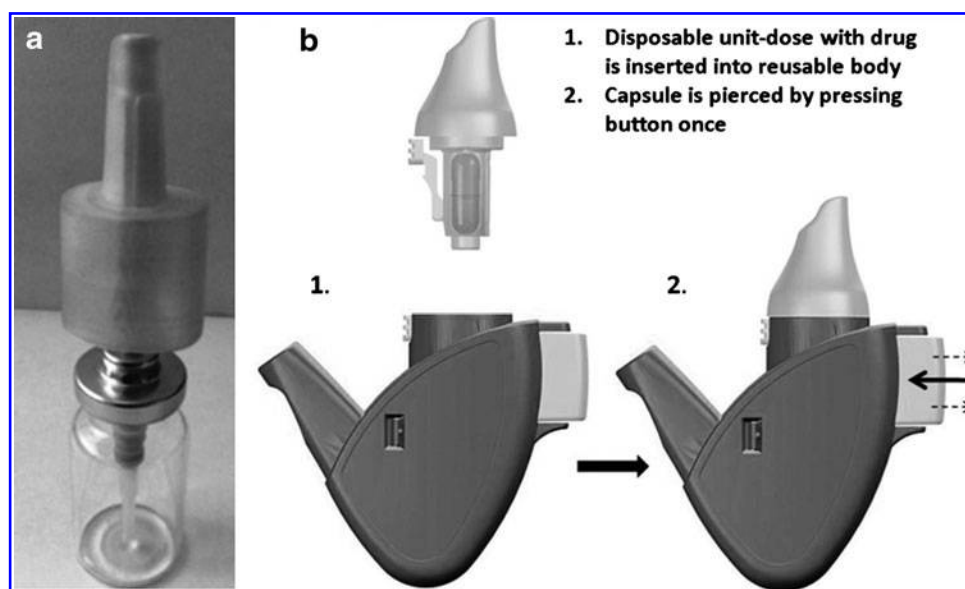 a
b
1. Disposable unit-dose with drug
is inserted into reusable body
2. Capsule is pierced by pressing
button once
1.
2.